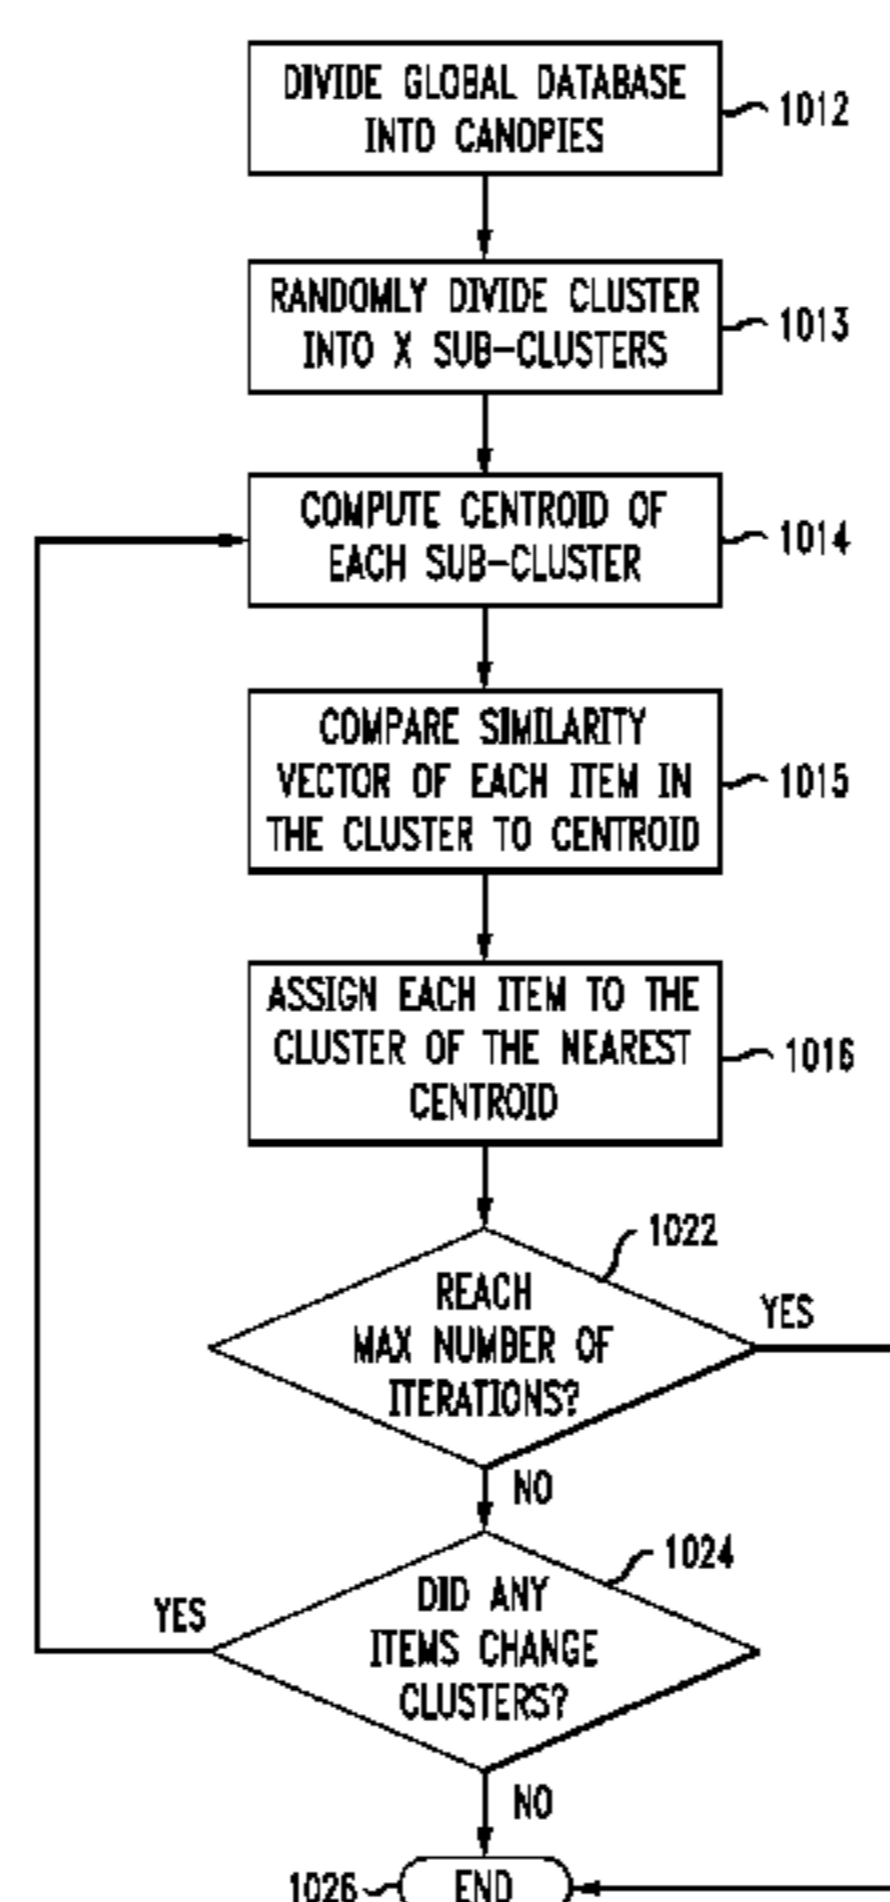 DIVIDE GLOBAL DATABASE
INTO CANOPIES
1012
RANDOMLY DIVIDE CLUSTER
INTO X SUB-CLUSTERS
1013
COMPUTE CENTROID OF
EACH SUB-CLUSTER
1014
COMPARE SIMILARITY
VECTOR OF EACH ITEM IN
THE CLUSTER TO CENTROID
1015
ASSIGN EACH ITEM TO THE
CLUSTER OF THE NEAREST
CENTROID
1016
1022
REACH
MAX NUMBER OF
ITERATIONS?
YES
NO
1024
DID ANY
ITEMS CHANGE
CLUSTERS?
YES
NO
1026
END